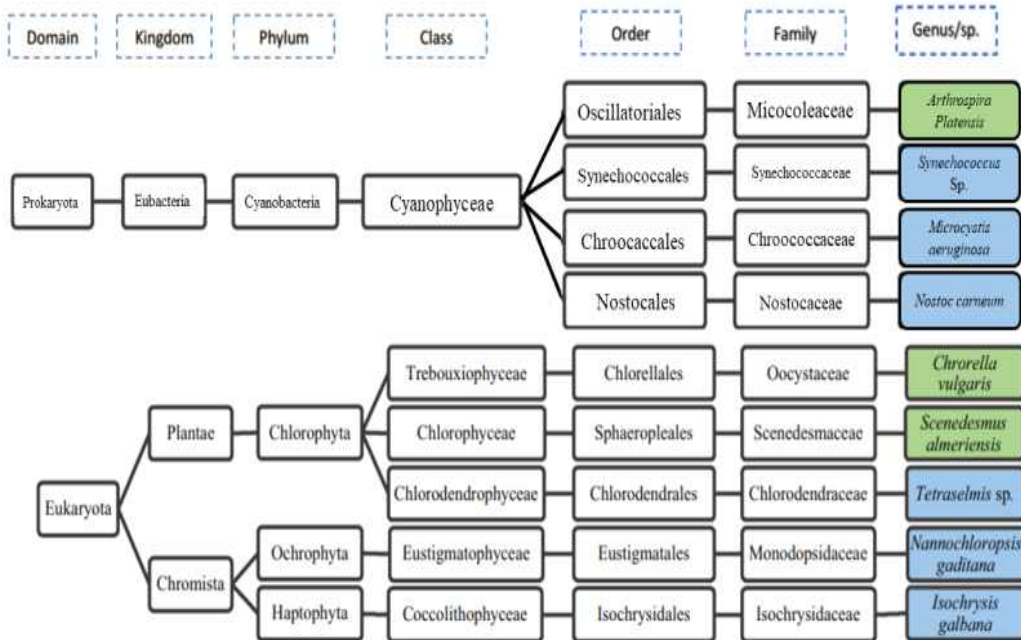 Domain
Kingdom
Phylum
Class
Order
Family
Genus/sp.
Oscillatoriales
Micocoleaceae
Arthrospira
Platensis
Synechococcales
Synechococcaceae
Synechococcus
Sp.
Prokaryota
Eubacteria
Cyanobacteria
Cyanophyceae
Chroocaccales
Chroococcaceae
Microcystis
aeruginosa
Nostocales
Nostocaceae
Nostoc carneum
Trebouxiophyceae
Chlorellales
Oocystaceae
Chrorella
vulgaris
Plantae
Chlorophyta
Chlorophyceae
Sphaeropleales
Scenedesmaceae
Scenedesmus
almeriensis
Eukaryota
Chlorodendrophyceae
Chlorodendrales
Chlorodendraceae
Tetraselmis sp.
Chromista
Ochrophyta
Eustigmatophyceae
Eustigmatales
Monodopsidaceae
Nannochloropsis
gaditana
Haptophyta
Coccolithophyceae
Isochrysidales
Isochrysidaceae
Isochrysis
galbana